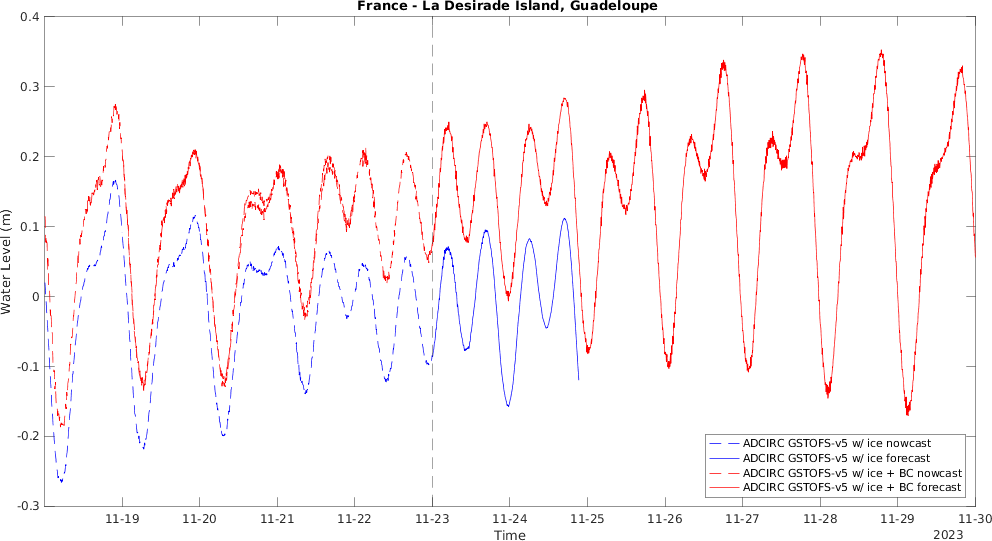 France - La Desirade Island, Guadeloupe
0.4
0.3
0.2
0.1
0
-0.1
-0.2
-0.3
Water Level (m)
ADCIRC GSTOFS-v5 w/ ice nowcast
ADCIRC GSTOFS-v5 w/ ice forecast
ADCIRC GSTOFS-v5 w/ ice + BC nowcast
ADCIRC GSTOFS-v5 w/ ice + BC forecast
11-19 11-20 11-21 11-22 11-23 11-24 11-25 11-26 11-27 11-28 11-29 11-30
Time
2023